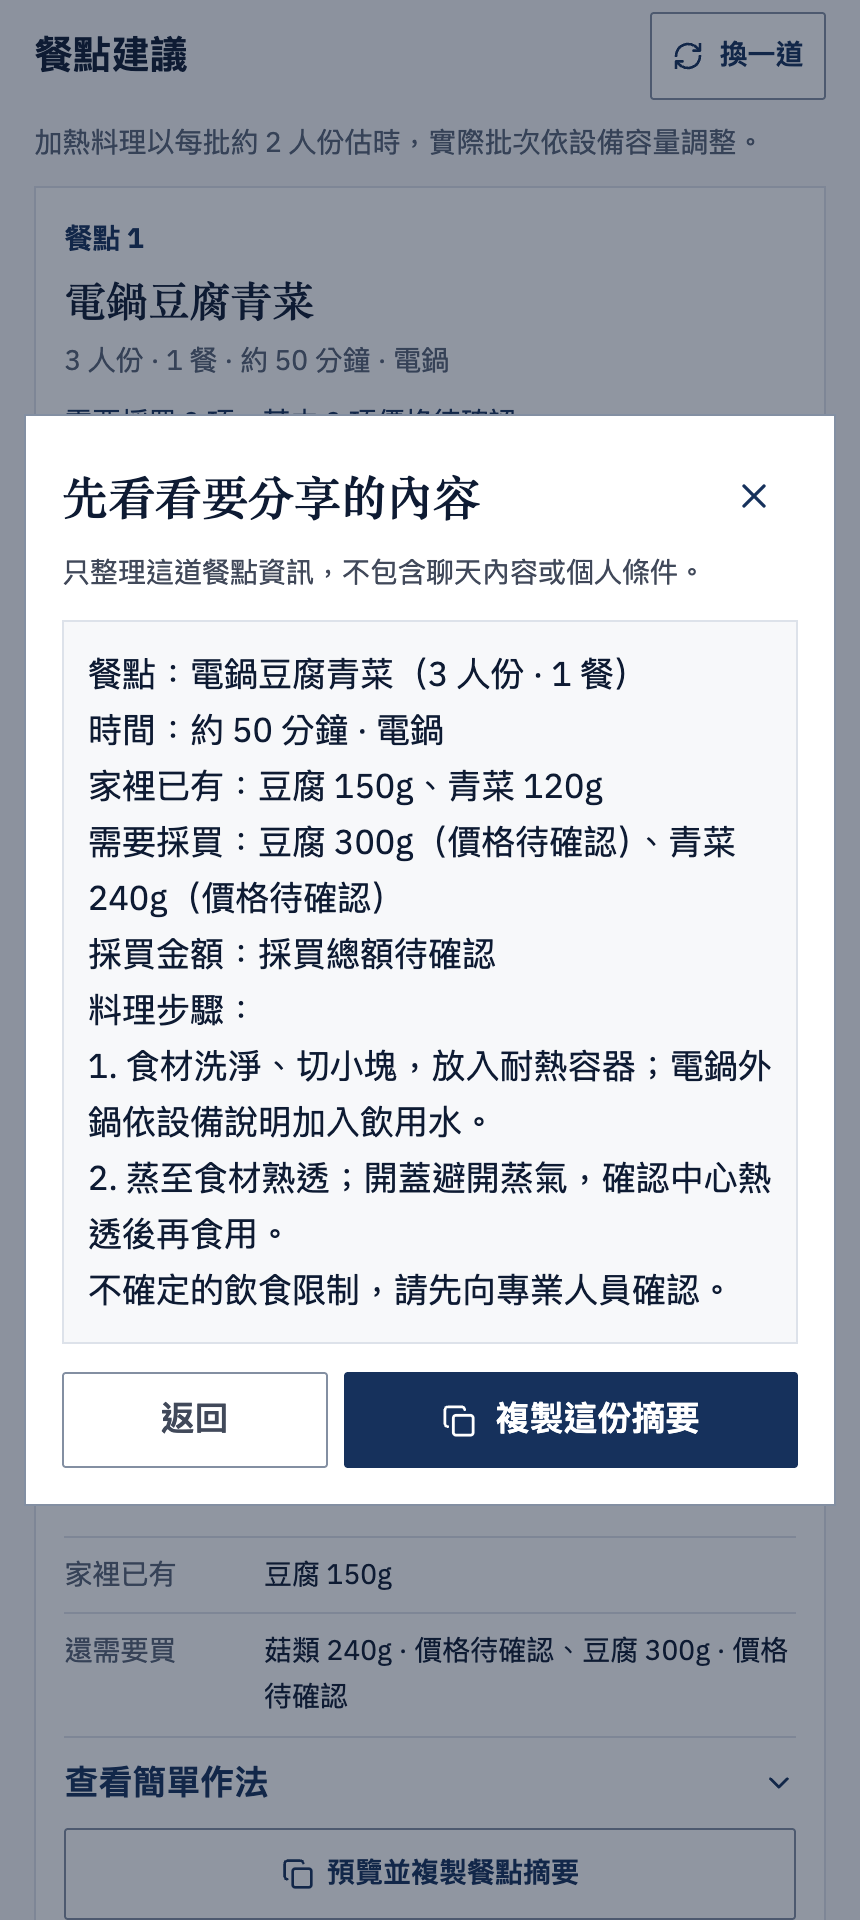 餐點建議
換一道
加熱料理以每批約 2 人份估時，實際批次依設備容量調整。
餐點 1
電鍋豆腐青菜
3 人份 · 1 餐 · 約 50 分鐘 · 電鍋
先看看要分享的內容
只整理這道餐點資訊，不包含聊天內容或個人條件。
餐點：電鍋豆腐青菜（3 人份 · 1 餐）
時間：約 50 分鐘 · 電鍋
家裡已有：豆腐 150g、青菜 120g
需要採買：豆腐 300g（價格待確認）、青菜
240g（價格待確認）
採買金額：採買總額待確認
料理步驟：
1. 食材洗淨、切小塊，放入耐熱容器；電鍋外
鍋依設備說明加入飲用水。
2. 蒸至食材熟透；開蓋避開蒸氣，確認中心熱
透後再食用。
不確定的飲食限制，請先向專業人員確認。
返回
複製這份摘要
家裡已有
豆腐 150g
還需要買
菇類 240g · 價格待確認、豆腐 300g · 價格
待確認
查看簡單作法
預覽並複製餐點摘要